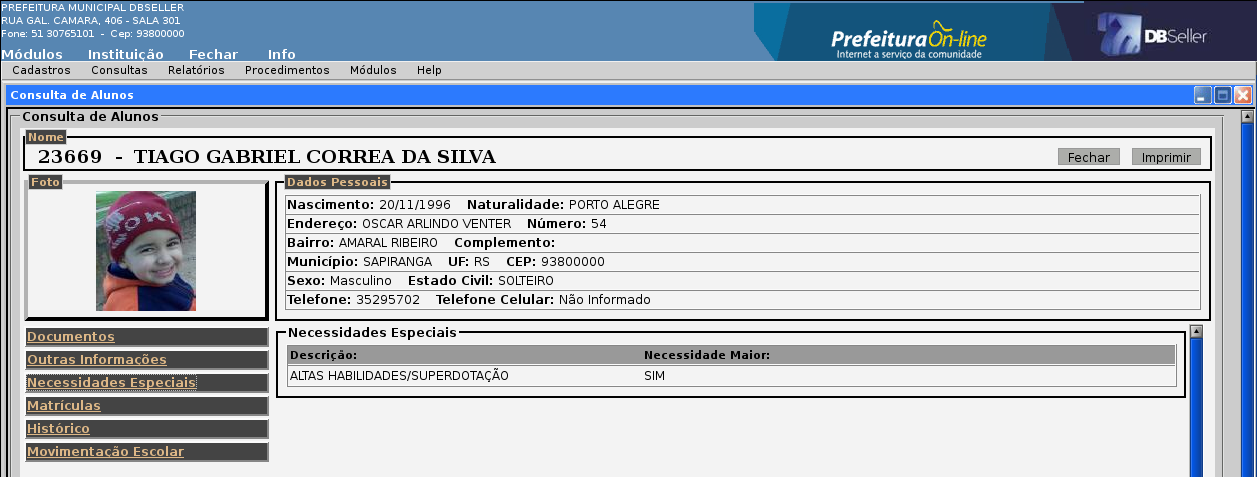 PREFEITURA MUNICIPAL DBSELLER
RUA GAL. CAMARA, 406 - SALA 301
Fone: 51 30765101 - Cep: 93800000
Módulos Instituição Fechar Info
Prefeitura On-line
Internet a serviço da comunidade
DBSeller
Cadastros Consultas Relatórios Procedimentos Módulos Help
Consulta de Alunos
Consulta de Alunos
Nome
23669 - TIAGO GABRIEL CORREA DA SILVA
Fechar Imprimir
Foto
OKI
Dados Pessoais
Nascimento: 20/11/1996 Naturalidade: PORTO ALEGRE
Endereço: OSCAR ARLINDO VENTER Número: 54
Bairro: AMARAL RIBEIRO Complemento:
Município: SAPIRANGA UF: RS CEP: 93800000
Sexo: Masculino Estado Civil: SOLTEIRO
Telefone: 35295702 Telefone Celular: Não Informado
Documentos
Outras Informações
Necessidades Especiais
Matrículas
Histórico
Movimentação Escolar
Necessidades Especiais
Descrição: Necessidade Maior:
ALTAS HABILIDADES/SUPERDOTAÇÃO SIM